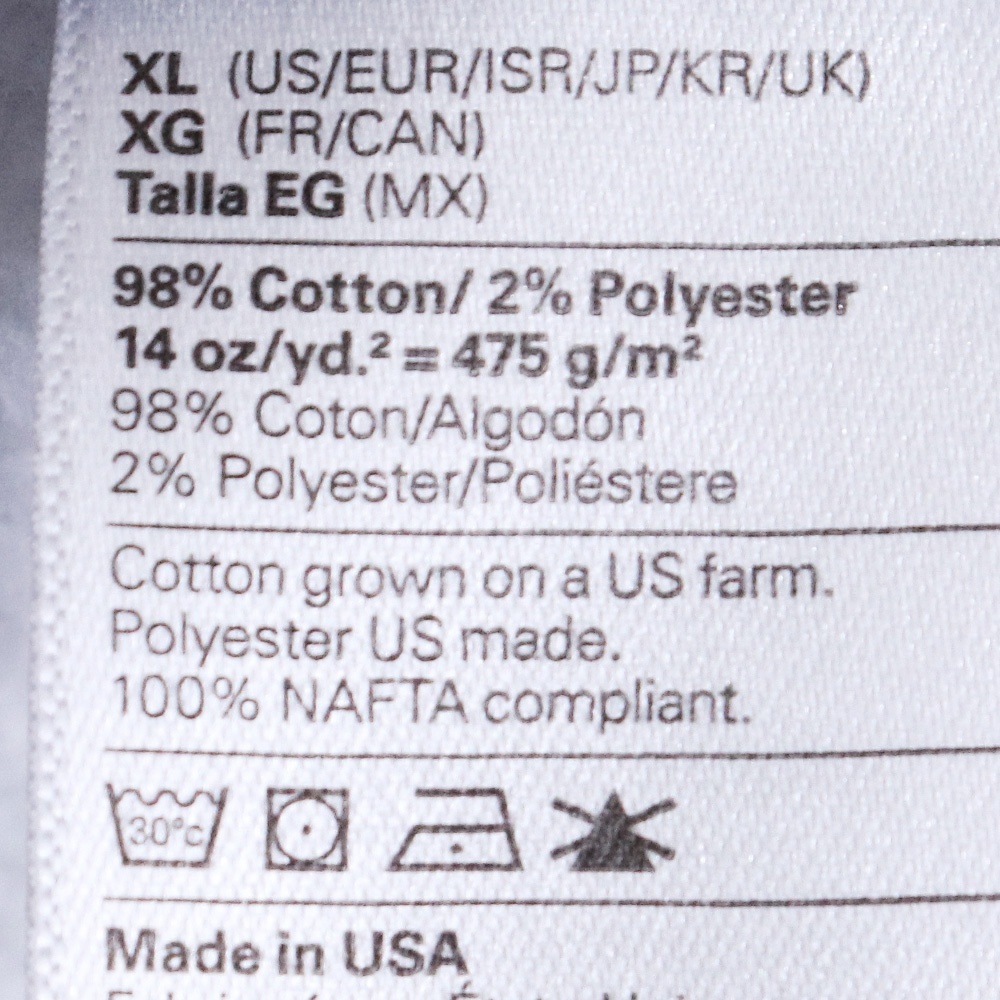 XL (US/EUR/ISR/JP/KR/UK)
XG (FR/CAN)
Talla EG (MX)
98% Cotton/ 2% Polyester
14 oz/yd.² = 475 g/m²
98% Coton/Algodón
2% Polyester/Poliéstere
Cotton grown on a US farm.
Polyester US made.
100% NAFTA compliant.
30°c
Made in USA